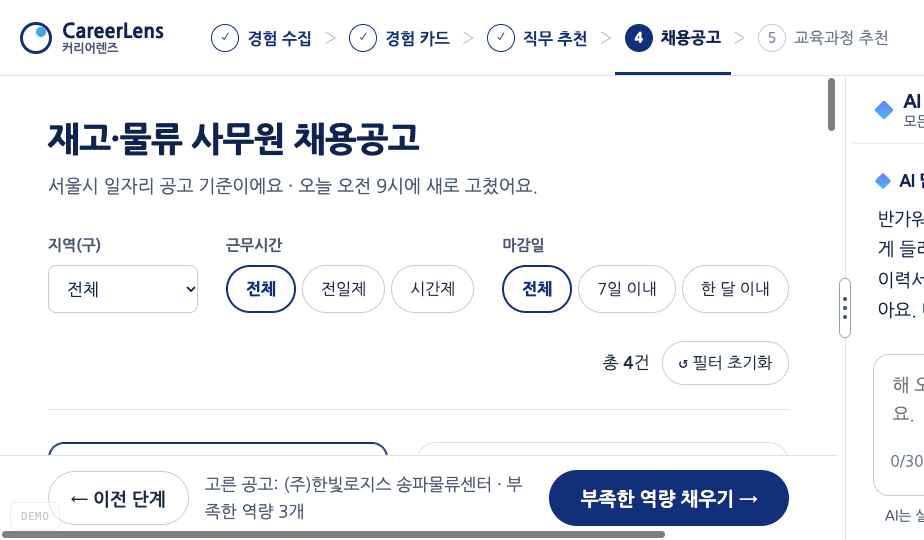 CareerLens
커리어렌즈
✓ 경험 수집
✓ 경험 카드
✓ 직무 추천
4 채용공고
5 교육과정 추천
재고·물류 사무원 채용공고
서울시 일자리 공고 기준이에요 · 오늘 오전 9시에 새로 고쳤어요.
지역(구)
전체
근무시간
전체
전일제
시간제
마감일
전체
7일 이내
한 달 이내
총 4건
↺ 필터 초기화
← 이전 단계
고른 공고: (주)한빛로지스 송파물류센터 · 부
족한 역량 3개
부족한 역량 채우기 →
DEMO
AI
모든
AI
반가워
게 들려
이력서
아요.
해 오
요.
0/30
AI는 실